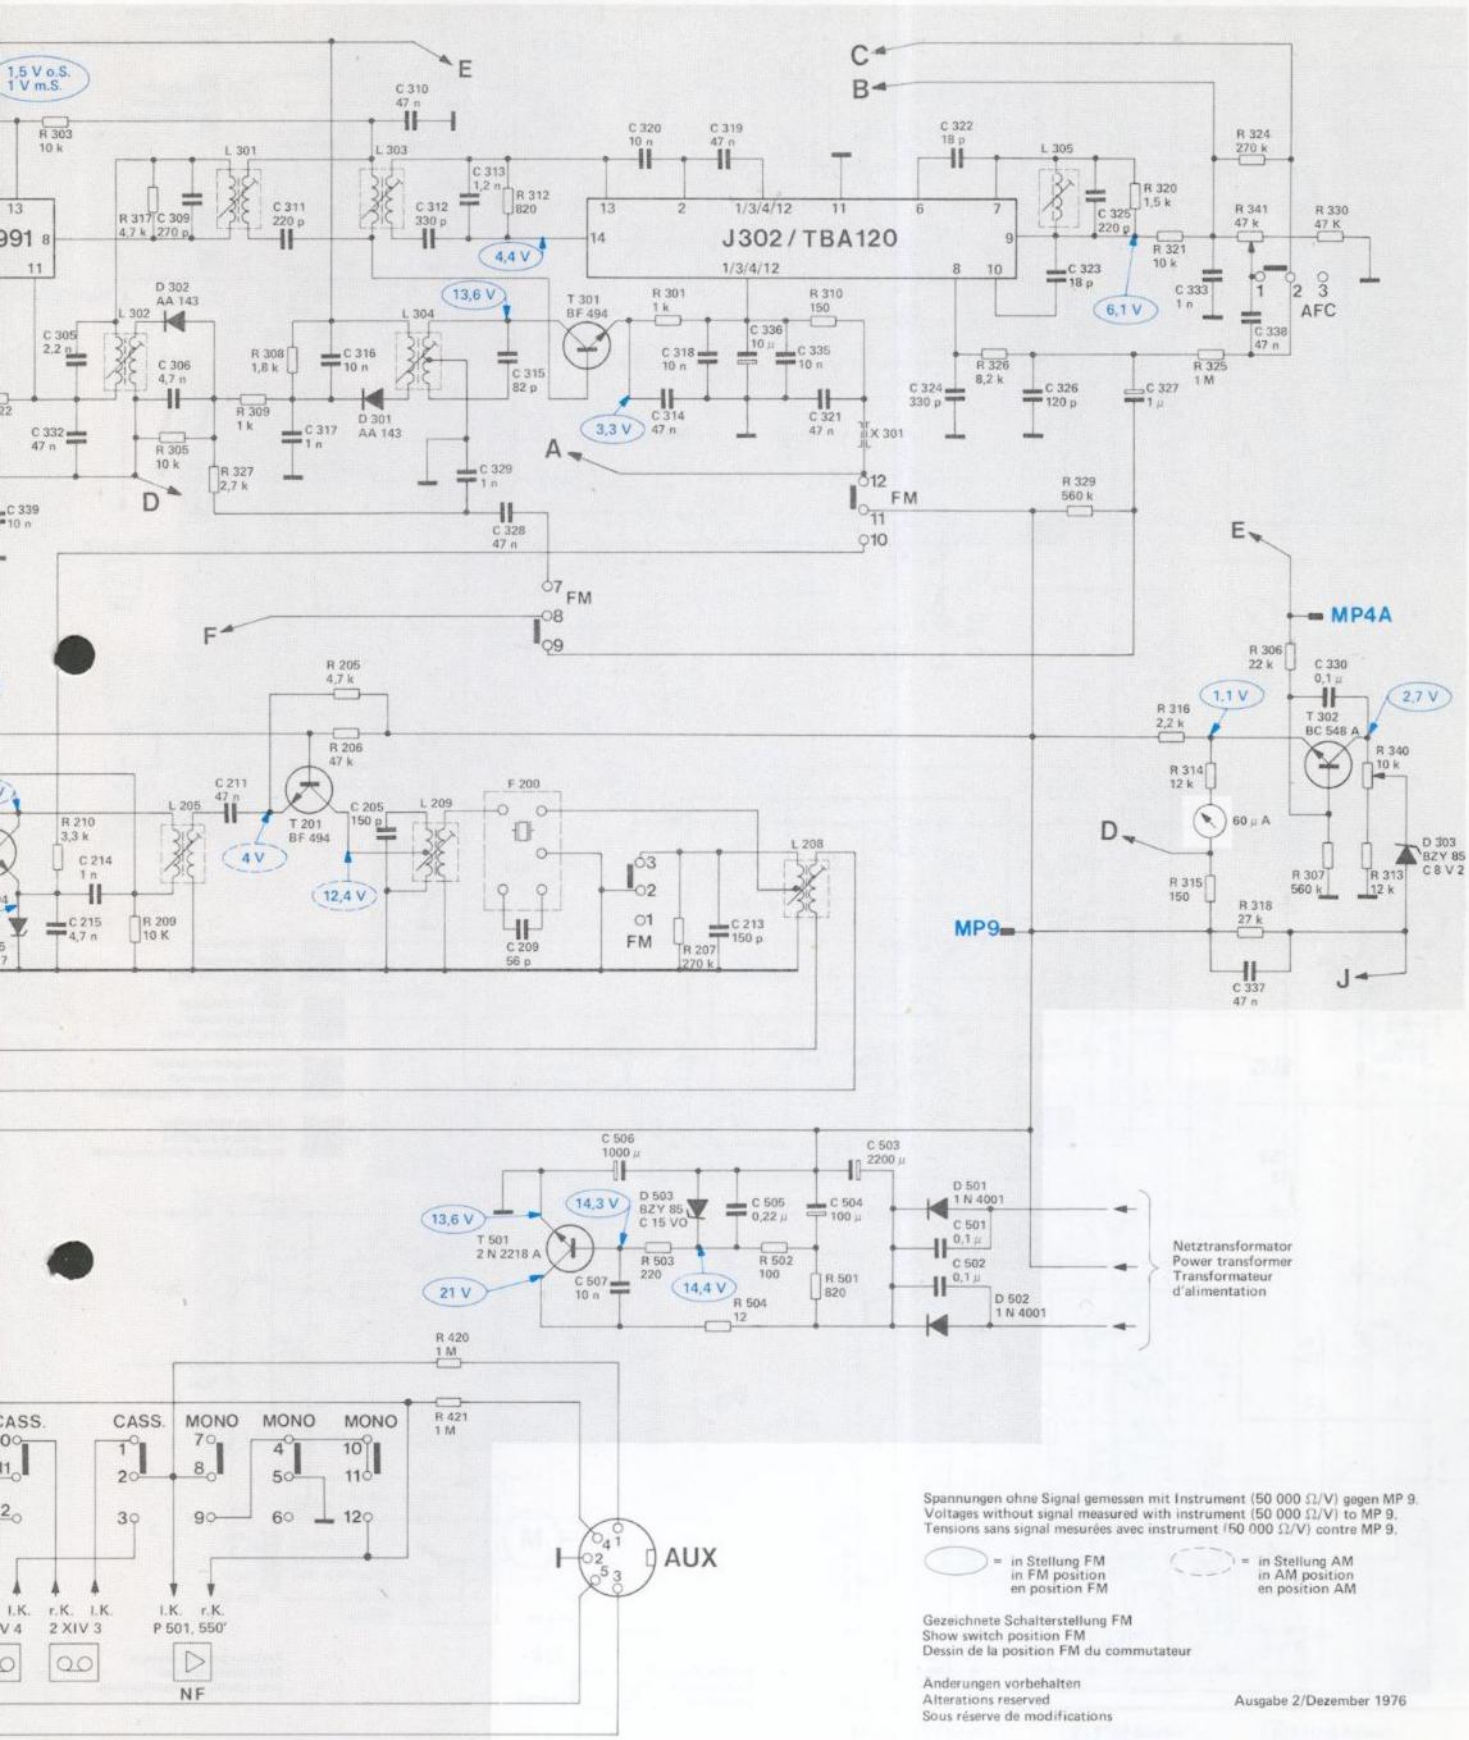 1,5 V o.S.
1 V m.S.
E
C
B
C 310
47 n
R 303
10 k
L 301
L 303
C 320
10 n
C 319
47 n
C 322
18 p
L 305
R 324
270 k
C 313
1,2 n
R 312
820
R 317
4,7 k
C 309
270 p
C 311
220 p
C 312
330 p
13
991 8
11
13
2
1/3/4/12
11
6
7
14
J302 / TBA120
9
1/3/4/12
8
10
4,4 V
R 320
1,5 k
C 325
220 p
R 341
47 k
R 330
47 K
R 321
10 k
C 323
18 p
C 333
1 n
6,1 V
1
2
3
AFC
C 338
47 n
D 302
AA 143
L 302
13,6 V
T 301
BF 494
R 301
1 k
R 310
150
L 304
C 305
2,2 n
C 306
4,7 n
R 308
1,8 k
C 316
10 n
C 315
82 p
C 318
10 n
C 336
10 µ
C 335
10 n
R 326
8,2 k
R 325
1 M
C 324
330 p
C 326
120 p
C 327
1 µ
22
R 309
1 k
D 301
AA 143
C 332
47 n
R 305
10 k
C 317
1 n
3,3 V
C 314
47 n
C 321
47 n
X 301
A
R 327
2,7 k
C 329
1 n
D
12
FM
11
10
R 329
560 k
C 339
10 n
C 328
47 n
E
7
FM
8
9
F
MP4A
R 306
22 k
C 330
0,1 µ
R 205
4,7 k
1,1 V
2,7 V
R 316
2,2 k
T 302
BC 548 A
R 206
47 k
R 340
10 k
R 314
12 k
C 211
47 n
F 200
L 205
C 205
150 p
L 209
R 210
3,3 k
T 201
BF 494
60 µ A
D
L 208
4 V
C 214
1 n
D 303
BZY 85
C 8 V 2
3
2
1
FM
12,4 V
R 315
150
R 307
560 k
R 313
12 k
C 215
4,7 n
R 209
10 K
R 318
27 k
MP9
C 209
56 p
R 207
270 k
C 213
150 p
C 337
47 n
J
C 506
1000 µ
C 503
2200 µ
D 503
BZY 85
C 15 VO
C 505
0,22 µ
C 504
100 µ
D 501
1 N 4001
14,3 V
13,6 V
T 501
2 N 2218 A
C 501
0,1 µ
R 503
220
R 502
100
C 502
0,1 µ
Netztransformator
Power transformer
Transformateur
d'alimentation
21 V
C 507
10 n
14,4 V
R 501
820
R 504
12
D 502
1 N 4001
R 420
1 M
R 421
1 M
CASS.
CASS.
MONO
MONO
MONO
0
1
7
4
10
11
2
8
5
11
2
3
9
6
12
4
1
2
5
3
AUX
I.K.
r.K.
I.K.
I.K.
r.K.
V 4
2 XIV 3
P 501, 550'
NF
Spannungen ohne Signal gemessen mit Instrument (50 000 Ω/V) gegen MP 9.
Voltages without signal measured with instrument (50 000 Ω/V) to MP 9.
Tensions sans signal mesurées avec instrument (50 000 Ω/V) contre MP 9.
= in Stellung FM
in FM position
en position FM
= in Stellung AM
in AM position
en position AM
Gezeichnete Schalterstellung FM
Show switch position FM
Dessin de la position FM du commutateur
Änderungen vorbehalten
Alterations reserved
Sous réserve de modifications
Ausgabe 2/Dezember 1976